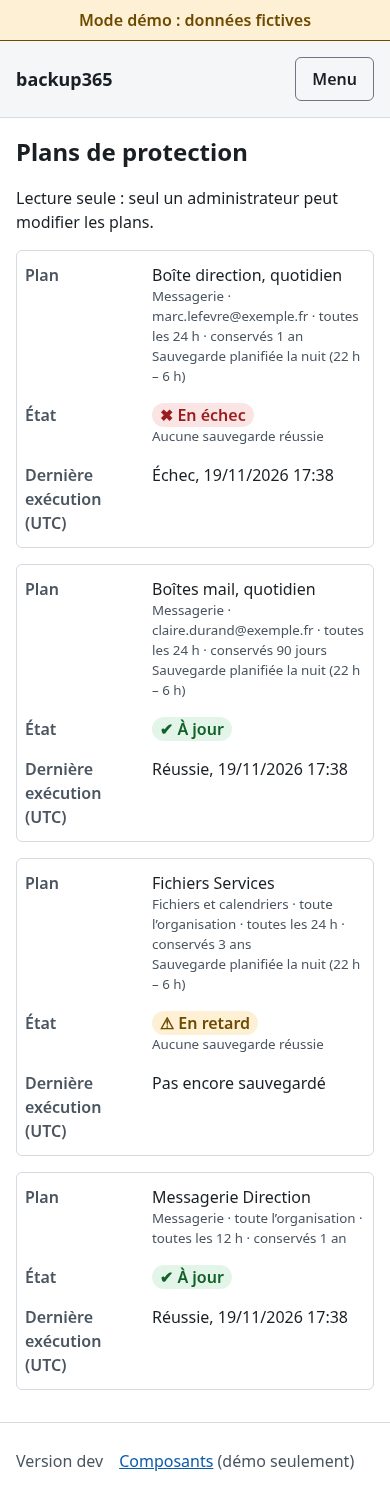 Mode démo : données fictives
backup365
Menu
Plans de protection
Lecture seule : seul un administrateur peut
modifier les plans.
Plan
Boîte direction, quotidien
Messagerie ·
marc.lefevre@exemple.fr · toutes
les 24 h · conservés 1 an
Sauvegarde planifiée la nuit (22 h
– 6 h)
État
✖ En échec
Aucune sauvegarde réussie
Dernière
exécution
(UTC)
Échec, 19/11/2026 17:38
Plan
Boîtes mail, quotidien
Messagerie ·
claire.durand@exemple.fr · toutes
les 24 h · conservés 90 jours
Sauvegarde planifiée la nuit (22 h
– 6 h)
État
✔ À jour
Dernière
exécution
(UTC)
Réussie, 19/11/2026 17:38
Plan
Fichiers Services
Fichiers et calendriers · toute
l’organisation · toutes les 24 h ·
conservés 3 ans
Sauvegarde planifiée la nuit (22 h
– 6 h)
État
⚠ En retard
Aucune sauvegarde réussie
Dernière
exécution
(UTC)
Pas encore sauvegardé
Plan
Messagerie Direction
Messagerie · toute l’organisation ·
toutes les 12 h · conservés 1 an
État
✔ À jour
Dernière
exécution
(UTC)
Réussie, 19/11/2026 17:38
Version dev Composants (démo seulement)